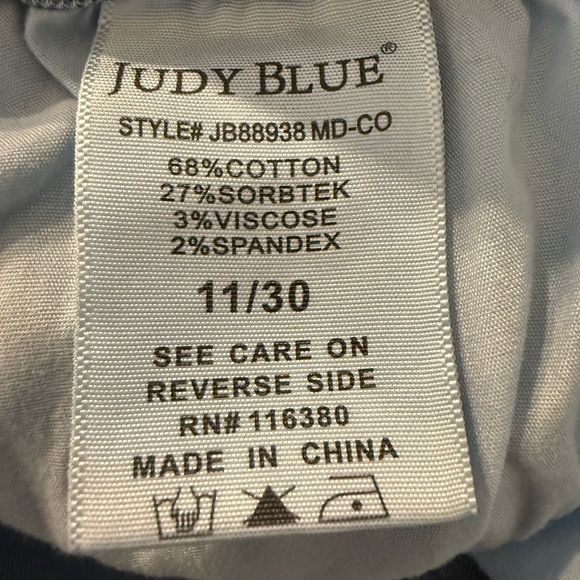 JUDY BLUE®
STYLE# JB88938 MD-CO
68%COTTON
27%SORBTEK
3%VISCOSE
2%SPANDEX
11/30
SEE CARE ON
REVERSE SIDE
RN# 116380
MADE IN CHINA